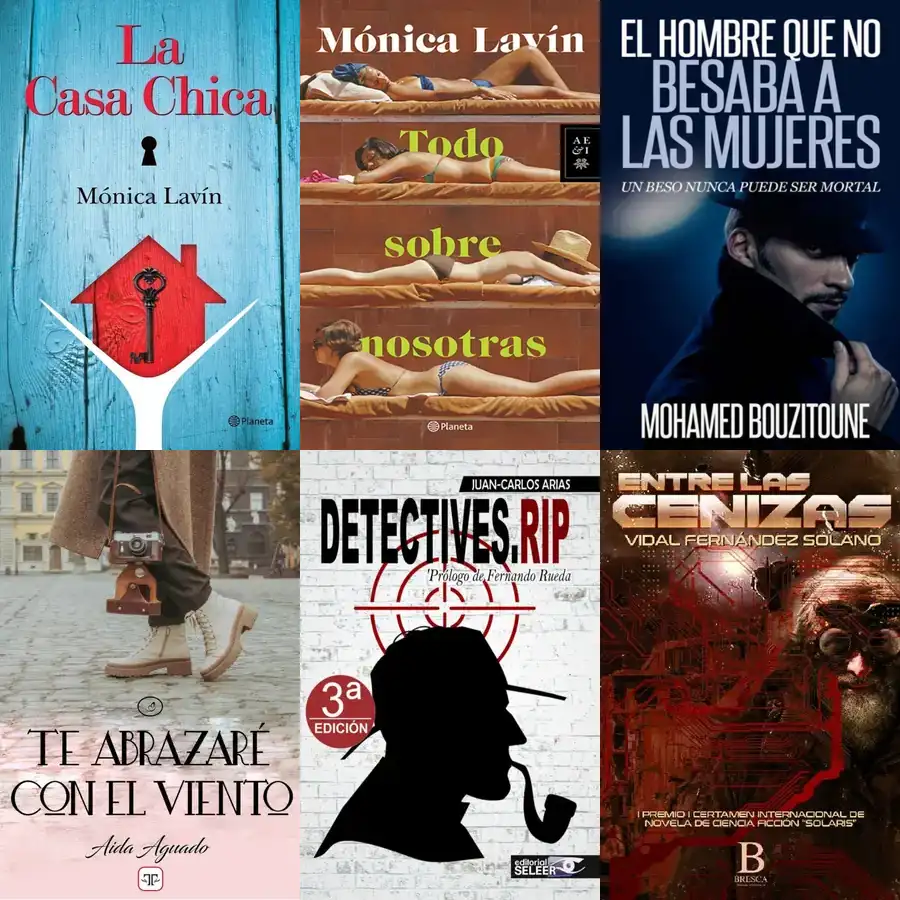 La
Casa Chica
Mónica Lavín
Planeta
Mónica Lavín
Todo
AE
&I
sobre
nosotras
Planeta
EL HOMBRE QUE NO
BESABA A
LAS MUJERES
UN BESO NUNCA PUEDE SER MORTAL
MOHAMED BOUZITOUNE
TE ABRAZARÉ
CON EL VIENTO
Aida Aguado
JUAN-CARLOS ARIAS
DETECTIVES.RIP
Prólogo de Fernando Rueda
3ª
EDICIÓN
editorial
SELEER
ENTRE LAS
CENIZAS
VIDAL FERNÁNDEZ SOLANO
I PREMIO I CERTAMEN INTERNACIONAL DE
NOVELA DE CIENCIA FICCIÓN "SOLARIS"
B
BRESCA